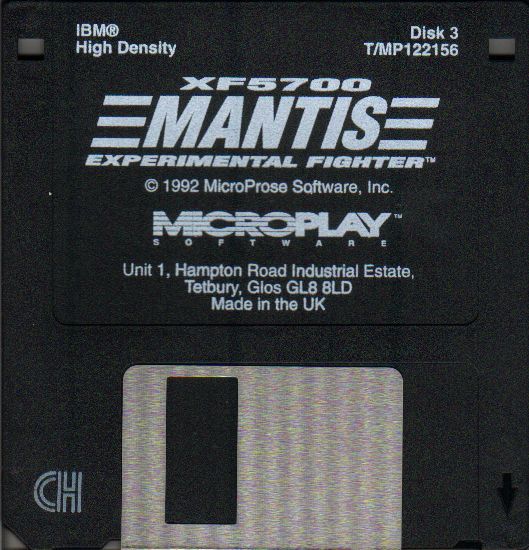 IBM®
High Density
Disk 3
T/MP122156
XF5700
MANTIS
EXPERIMENTAL FIGHTER™
© 1992 MicroProse Software, Inc.
MICROPLAY™
SOFTWARE
Unit 1, Hampton Road Industrial Estate,
Tetbury, Glos GL8 8LD
Made in the UK
CH